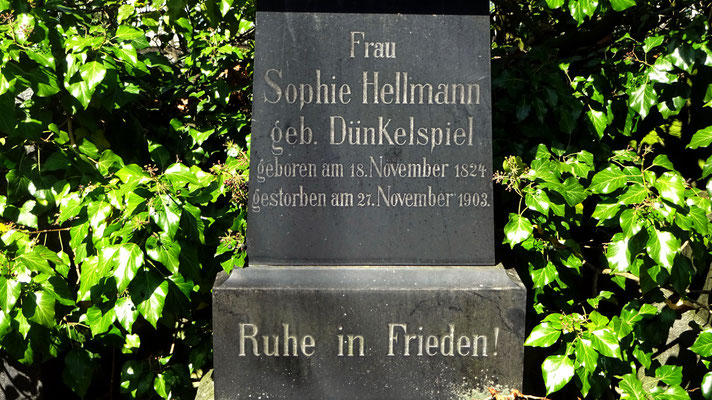 Frau
Sophie Hellmann
geb. Dünkelspiel
geboren am 18. November 1824
gestorben am 27. November 1903.
Ruhe in Frieden!